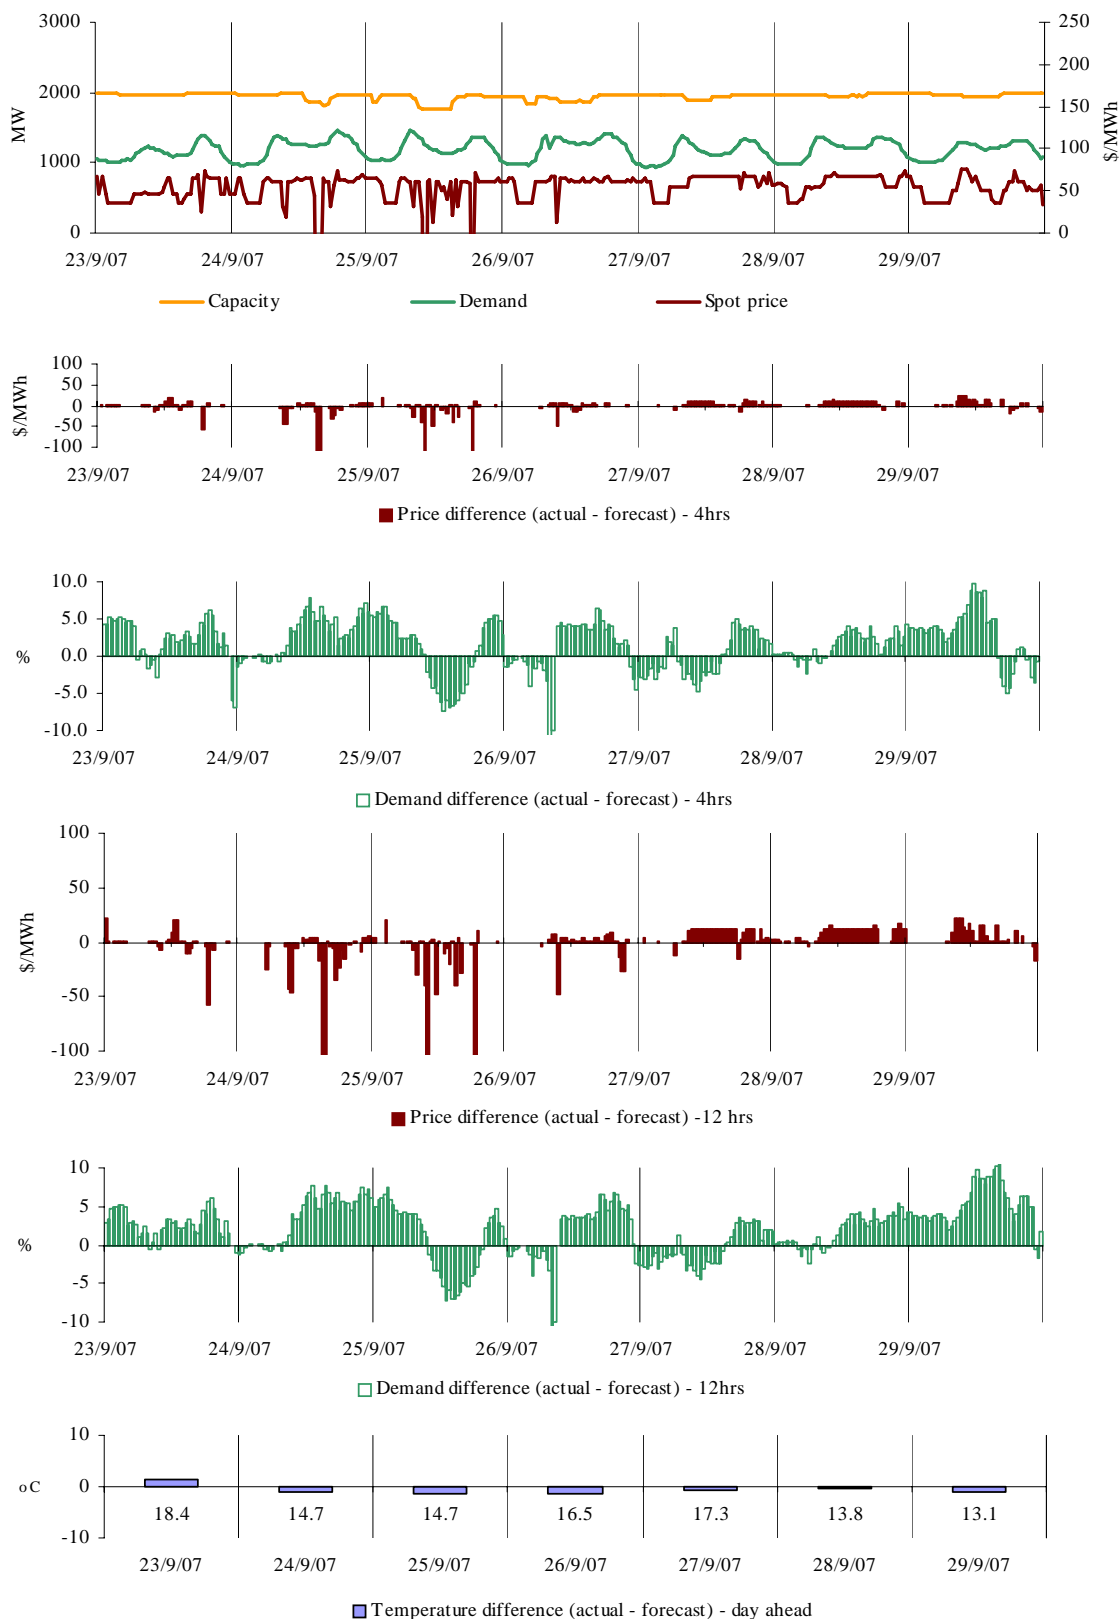 3000
2000
1000
0
MW
250
200
150
100
50
0
$/MWh
23/9/07 24/9/07 25/9/07 26/9/07 27/9/07 28/9/07 29/9/07
Capacity Demand Spot price
100
50
0
-50
-100
$/MWh
23/9/07 24/9/07 25/9/07 26/9/07 27/9/07 28/9/07 29/9/07
Price difference (actual - forecast) - 4hrs
10.0
5.0
0.0
-5.0
-10.0
%
23/9/07 24/9/07 25/9/07 26/9/07 27/9/07 28/9/07 29/9/07
Demand difference (actual - forecast) - 4hrs
100
50
0
-50
-100
$/MWh
23/9/07 24/9/07 25/9/07 26/9/07 27/9/07 28/9/07 29/9/07
Price difference (actual - forecast) -12 hrs
10
5
0
-5
-10
%
23/9/07 24/9/07 25/9/07 26/9/07 27/9/07 28/9/07 29/9/07
Demand difference (actual - forecast) - 12hrs
10
0
-10
oC
18.4 14.7 14.7 16.5 17.3 13.8 13.1
23/9/07 24/9/07 25/9/07 26/9/07 27/9/07 28/9/07 29/9/07
Temperature difference (actual - forecast) - day ahead